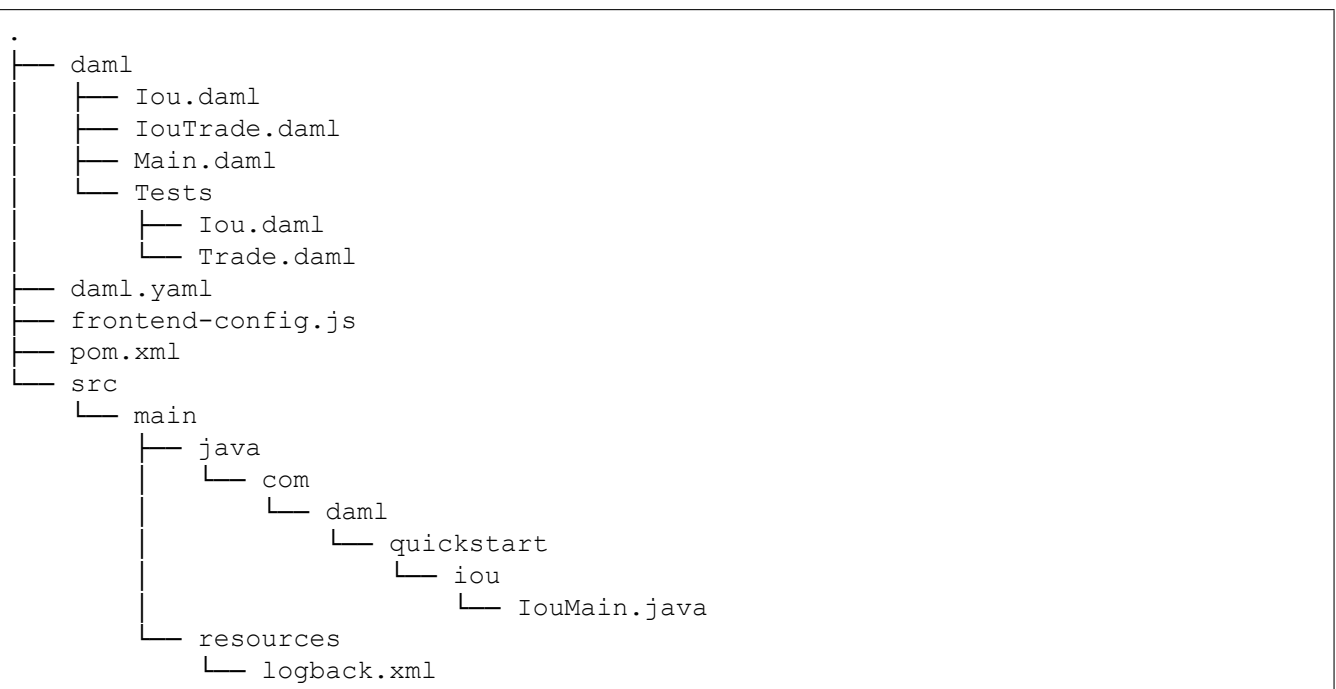 .
├── daml
│   ├── Iou.daml
│   ├── IouTrade.daml
│   ├── Main.daml
│   └── Tests
│       ├── Iou.daml
│       └── Trade.daml
├── daml.yaml
├── frontend-config.js
├── pom.xml
└── src
    └── main
        ├── java
        │   └── com
        │       └── daml
        │           └── quickstart
        │               └── iou
        │                   └── IouMain.java
        └── resources
            └── logback.xml